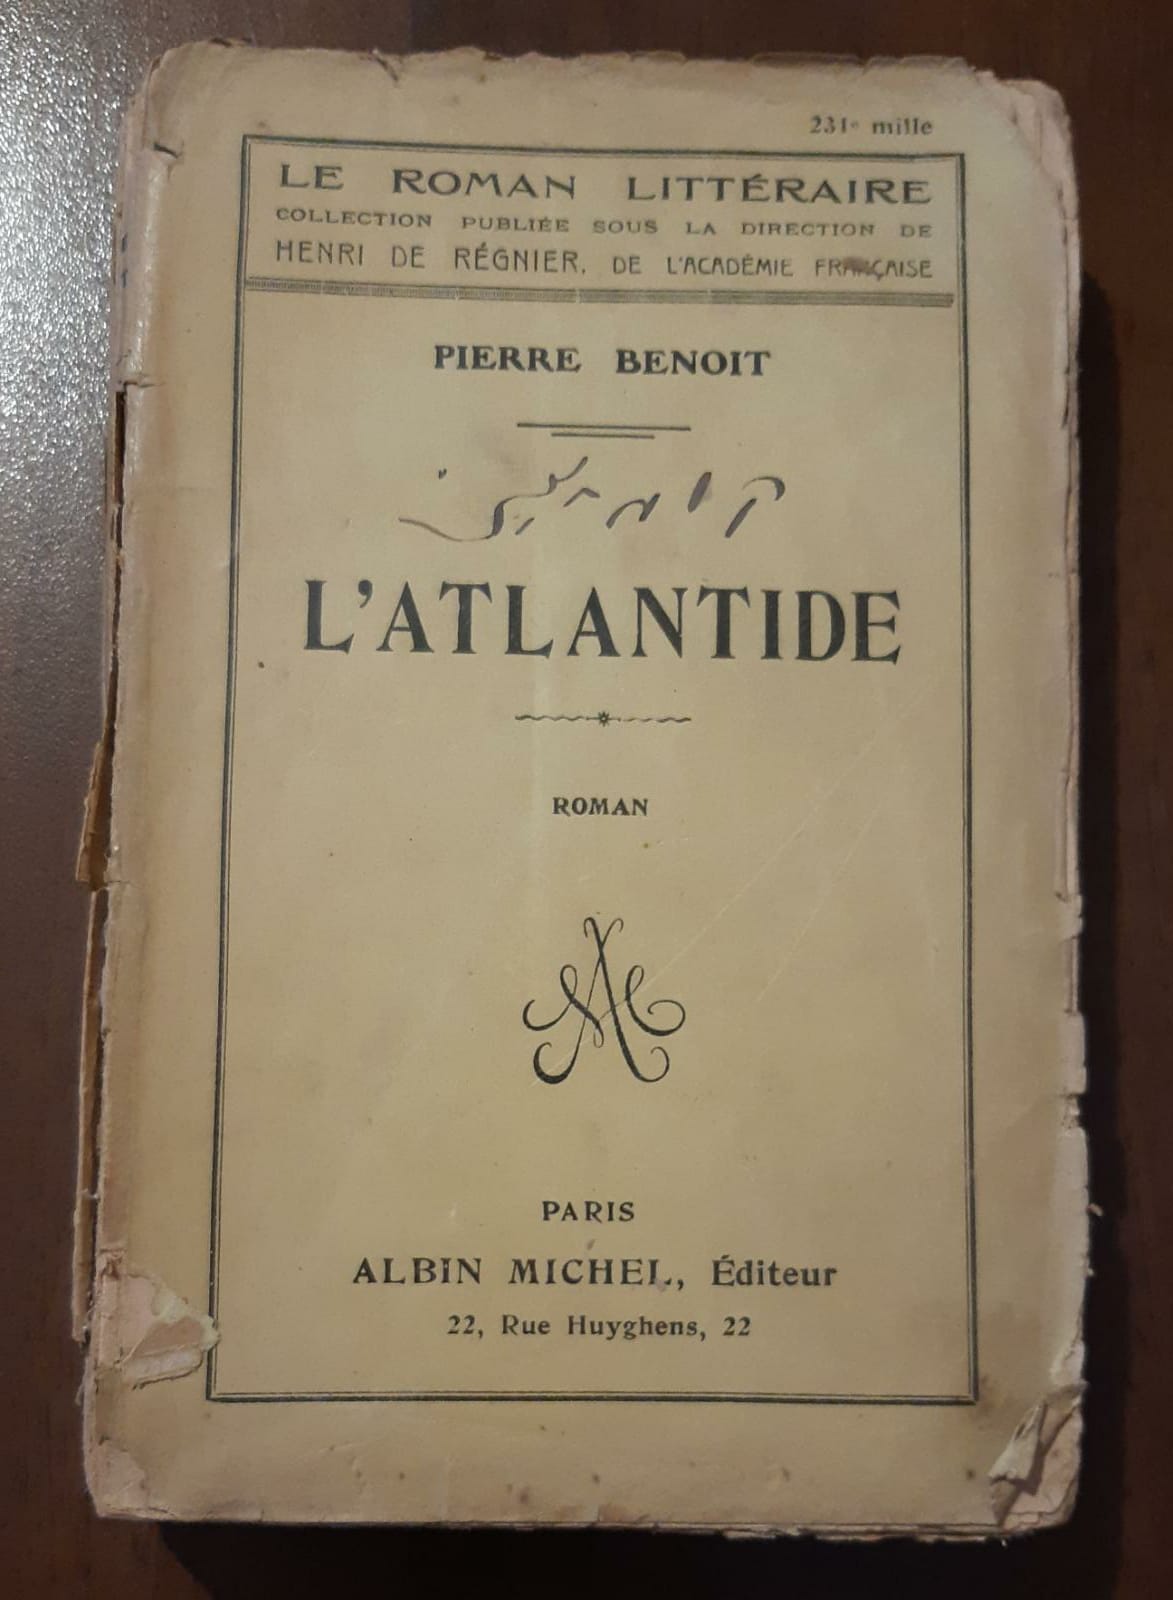 231e mille
LE ROMAN LITTÉRAIRE
COLLECTION PUBLIÉE SOUS LA DIRECTION DE
HENRI DE RÉGNIER, DE L'ACADÉMIE FRANÇAISE
PIERRE BENOIT
L'ATLANTIDE
ROMAN
PARIS
ALBIN MICHEL, Éditeur
22, Rue Huyghens, 22